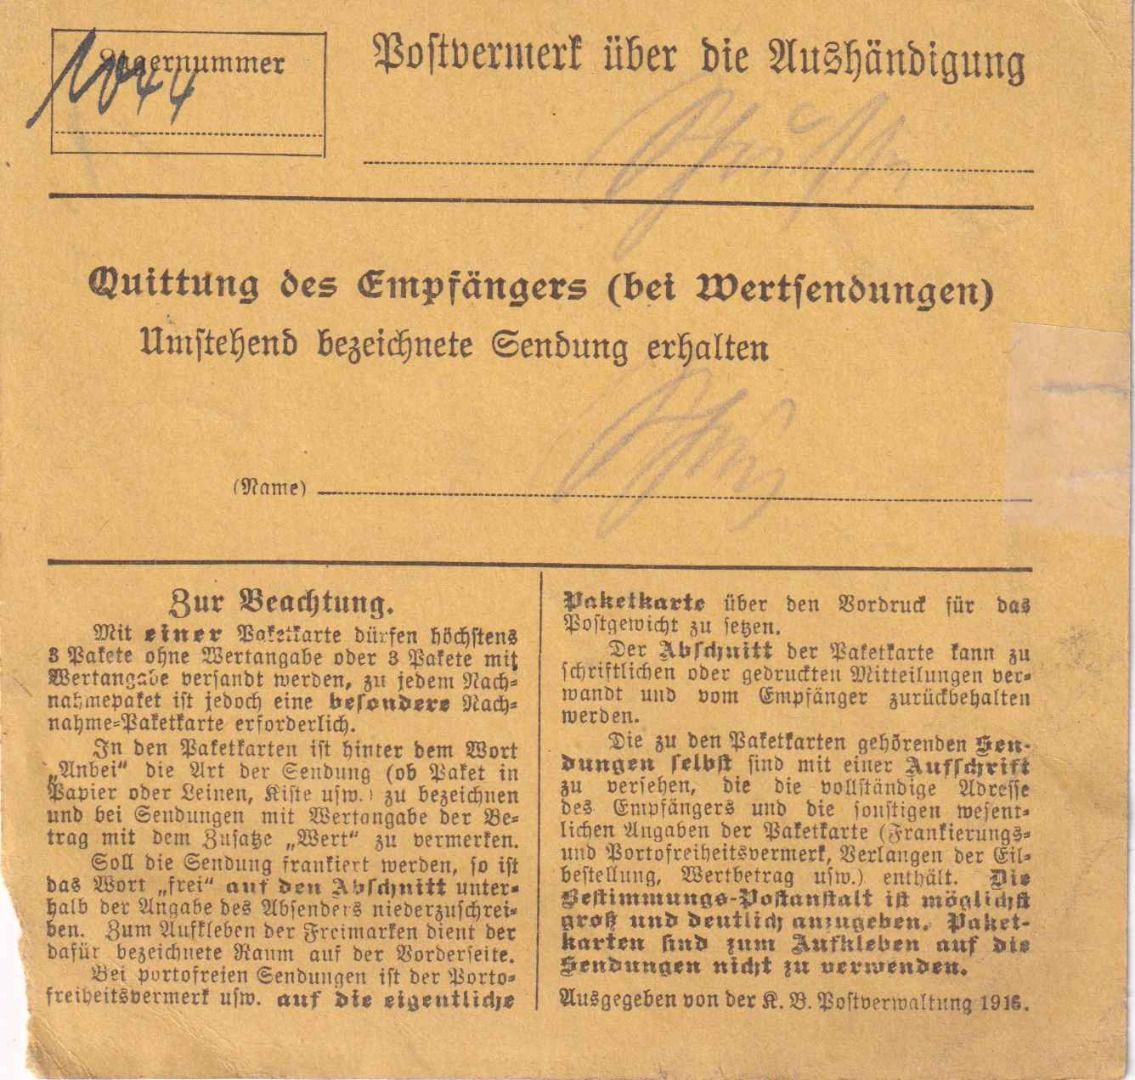 Lagernummer
1044
Postvermerk über die Aushändigung
Quittung des Empfängers (bei Wertsendungen)
Umstehend bezeichnete Sendung erhalten
(Name)
Zur Beachtung.
Mit einer Paketkarte dürfen höchstens
3 Pakete ohne Wertangabe oder 3 Pakete mit
Wertangabe versandt werden, zu jedem Nach-
nahmepaket ist jedoch eine besondere Nach-
nahme-Paketkarte erforderlich.
In den Paketkarten ist hinter dem Wort
„Anbei“ die Art der Sendung (ob Paket in
Papier oder Leinen, Kiste usw.) zu bezeichnen
und bei Sendungen mit Wertangabe der Be-
trag mit dem Zusatze „Wert“ zu vermerken.
Soll die Sendung frankiert werden, so ist
das Wort „frei“ auf den Abschnitt unter-
halb der Angabe des Absenders niederzuschrei-
ben. Zum Aufkleben der Freimarken dient der
dafür bezeichnete Raum auf der Vorderseite.
Bei portofreien Sendungen ist der Porto-
freiheitsvermerk usw. auf die eigentliche
Paketkarte über den Vordruck für das
Postgewicht zu setzen.
Der Abschnitt der Paketkarte kann zu
schriftlichen oder gedruckten Mitteilungen ver-
wandt und vom Empfänger zurückbehalten
werden.
Die zu den Paketkarten gehörenden Sen-
dungen selbst sind mit einer Aufschrift
zu versehen, die die vollständige Adresse
des Empfängers und die sonstigen wesent-
lichen Angaben der Paketkarte (Frankierungs-
und Portofreiheitsvermerk, Verlangen der Eil-
bestellung, Wertbetrag usw.) enthält. Die
Bestimmungs-Postanstalt ist möglichst
groß und deutlich anzugeben. Paket-
karten sind zum Aufkleben auf die
Sendungen nicht zu verwenden.
Ausgegeben von der K. B. Postverwaltung 1916.